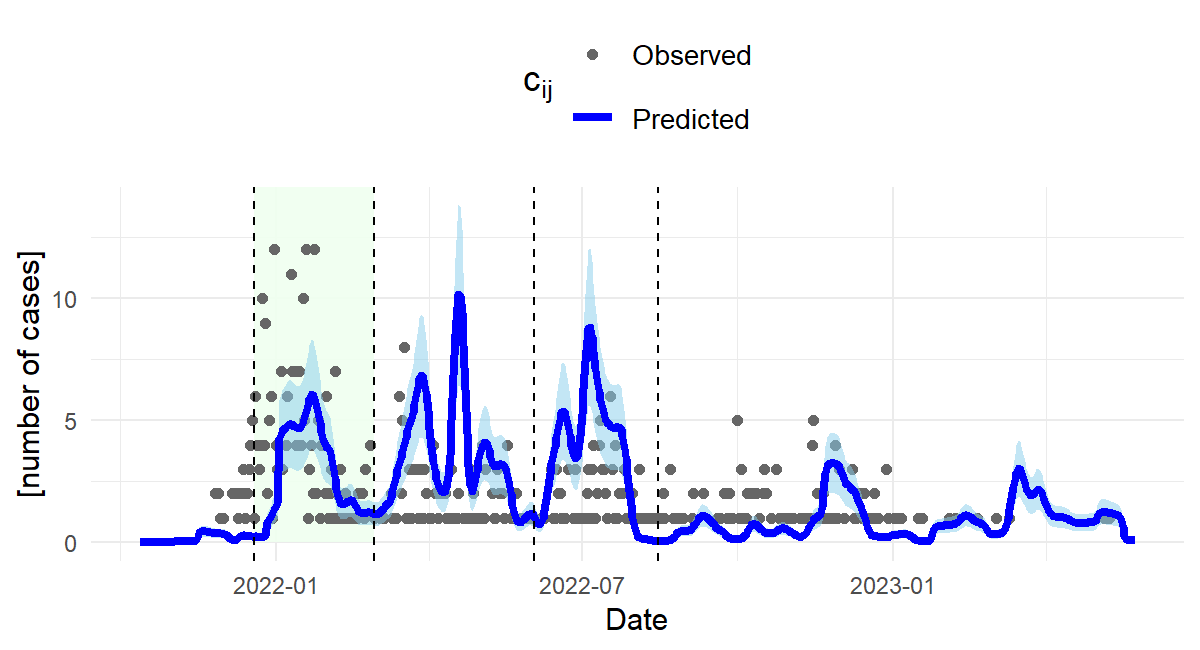 Observed
c_ij
Predicted
[number of cases]
10
5
0
2022-01
2022-07
2023-01
Date